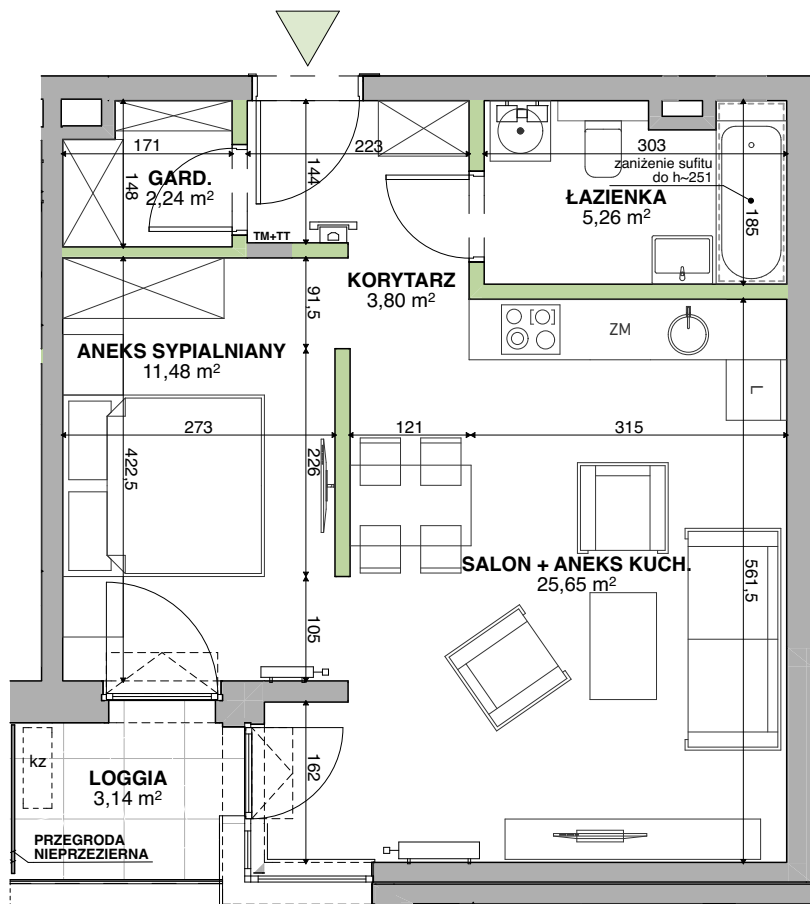 171
223
303
GARD.
2,24 m²
148
144
zaniżenie sufitu
do h~251
ŁAZIENKA
5,26 m²
185
TM+TT
KORYTARZ
3,80 m²
91,5
ZM
L
ANEKS SYPIALNIANY
11,48 m²
273
121
315
422,5
226
SALON + ANEKS KUCH.
25,65 m²
561,5
105
162
kz
LOGGIA
3,14 m²
PRZEGRODA
NIEPRZEZIERNA